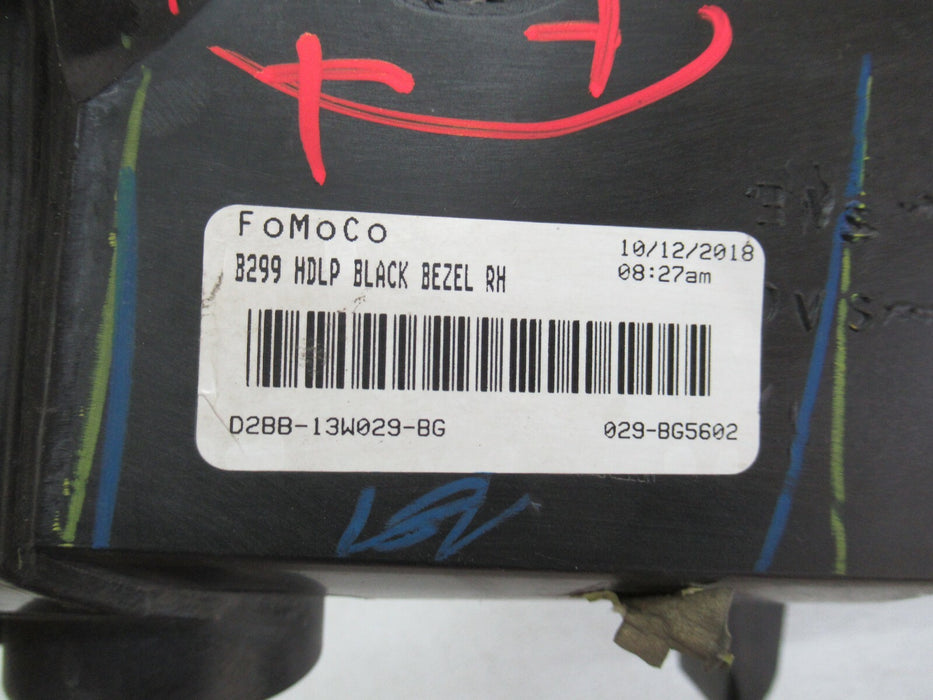 FoMoCo
10/12/2018
B299 HDLP BLACK BEZEL RH
08:27am
D2BB-13W029-BG
029-BG5602